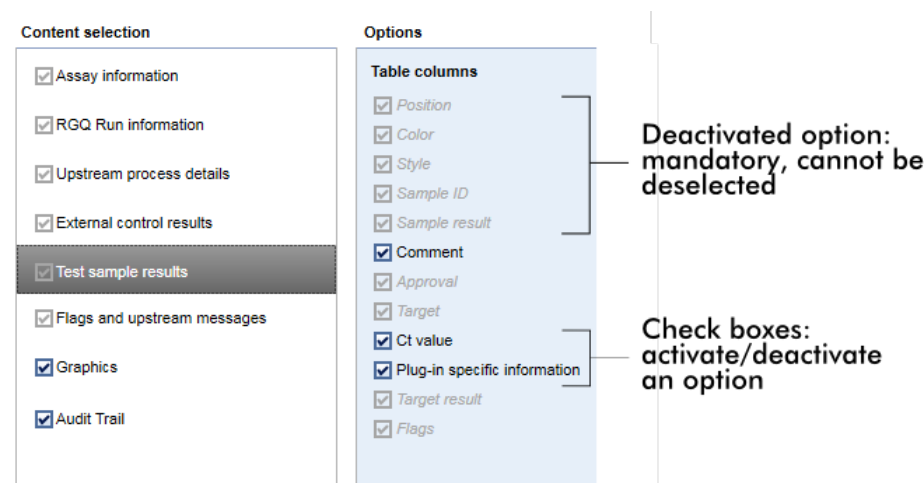 Content selection
Assay information
RGQ Run information
Upstream process details
External control results
Test sample results
Flags and upstream messages
Graphics
Audit Trail
Options
Table columns
Position
Color
Style
Sample ID
Sample result
Comment
Approval
Target
Ct value
Plug-in specific information
Target result
Flags
Deactivated option:
mandatory, cannot be
deselected
Check boxes:
activate/deactivate
an option